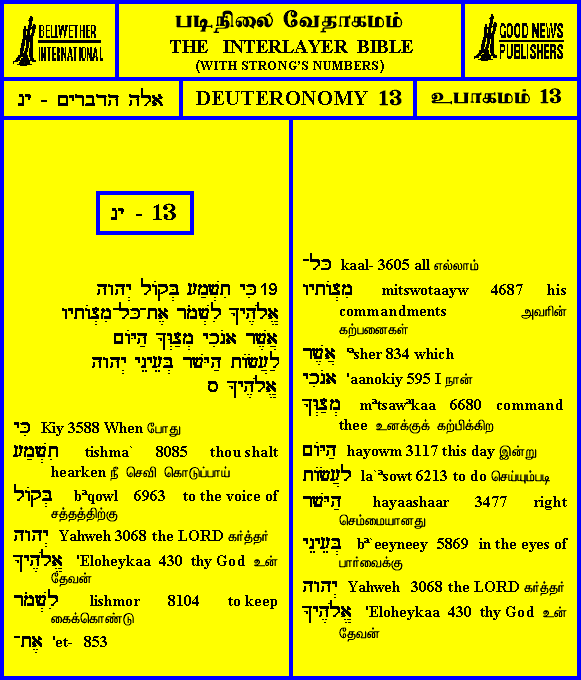 BELLWETHER
INTERNATIONAL
படிநிலை வேதாகமம்
THE INTERLAYER BIBLE
(WITH STRONG'S NUMBERS)
GOOD NEWS
PUBLISHERS
אלה הדברים - יג
DEUTERONOMY 13
உபாகமம் 13
יג - 13
19 כִּי תִשְׁמַע בְּקוֹל יְהוָה
אֱלֹהֶיךָ לִשְׁמֹר אֶת־כָּל־מִצְוֹתָיו
אֲשֶׁר אָנֹכִי מְצַוְּךָ הַיּוֹם
לַעֲשׂוֹת הַיָּשָׁר בְּעֵינֵי יְהוָה
אֱלֹהֶיךָ ס
כִּי Kiy 3588 When போது
תִשְׁמַע tishma` 8085 thou shalt
hearken நீ செவி கொடுப்பாய்
בְּקוֹל bªqowl 6963 to the voice of
சத்தத்திற்கு
יְהוָה Yahweh 3068 the LORD கர்த்தர்
אֱלֹהֶיךָ 'Eloheykaa 430 thy God உன்
தேவன்
לִשְׁמֹר lishmor 8104 to keep
கைக்கொண்டு
אֶת־ 'et- 853
כָּל־ kaal- 3605 all எல்லாம்
מִצְוֹתָיו mitswotaayw 4687 his
commandments அவரின்
கற்பனைகள்
אֲשֶׁר ªsher 834 which
אָנֹכִי 'aanokiy 595 I நான்
מְצַוְּךָ mªtsawªkaa 6680 command
thee உனக்குக் கற்பிக்கிற
הַיּוֹם hayowm 3117 this day இன்று
לַעֲשׂוֹת la`ªsowt 6213 to do செய்யும்படி
הַיָּשָׁר hayaashaar 3477 right
செம்மையானது
בְּעֵינֵי bª`eeyneey 5869 in the eyes of
பார்வைக்கு
יְהוָה Yahweh 3068 the LORD கர்த்தர்
אֱלֹהֶיךָ 'Eloheykaa 430 thy God உன்
தேவன்